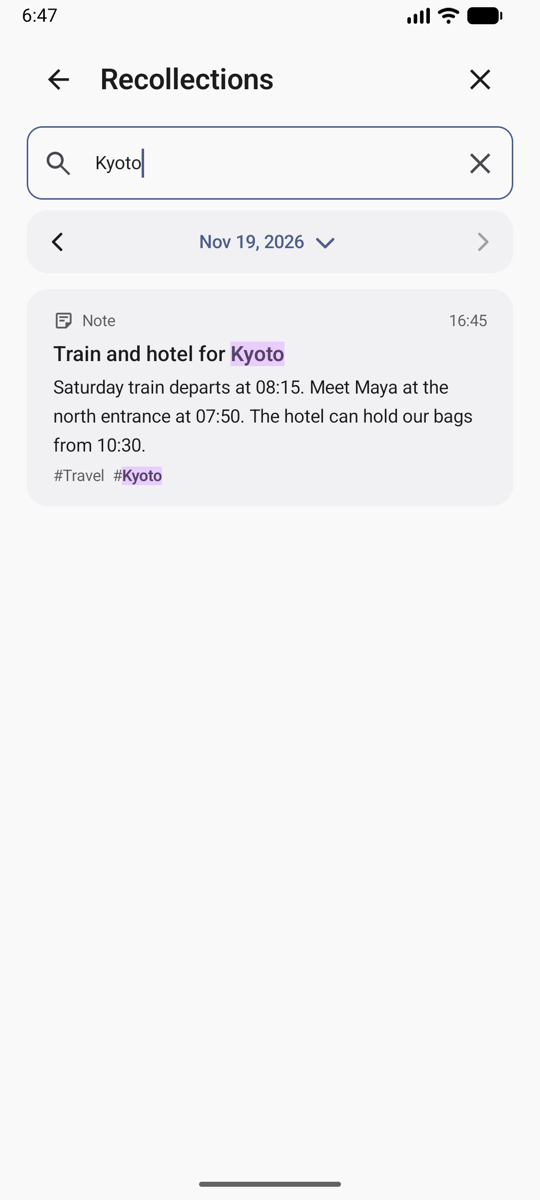 6:47
Recollections
Kyoto
Nov 19, 2026
Note 16:45
Train and hotel for Kyoto
Saturday train departs at 08:15. Meet Maya at the
north entrance at 07:50. The hotel can hold our bags
from 10:30.
#Travel #Kyoto